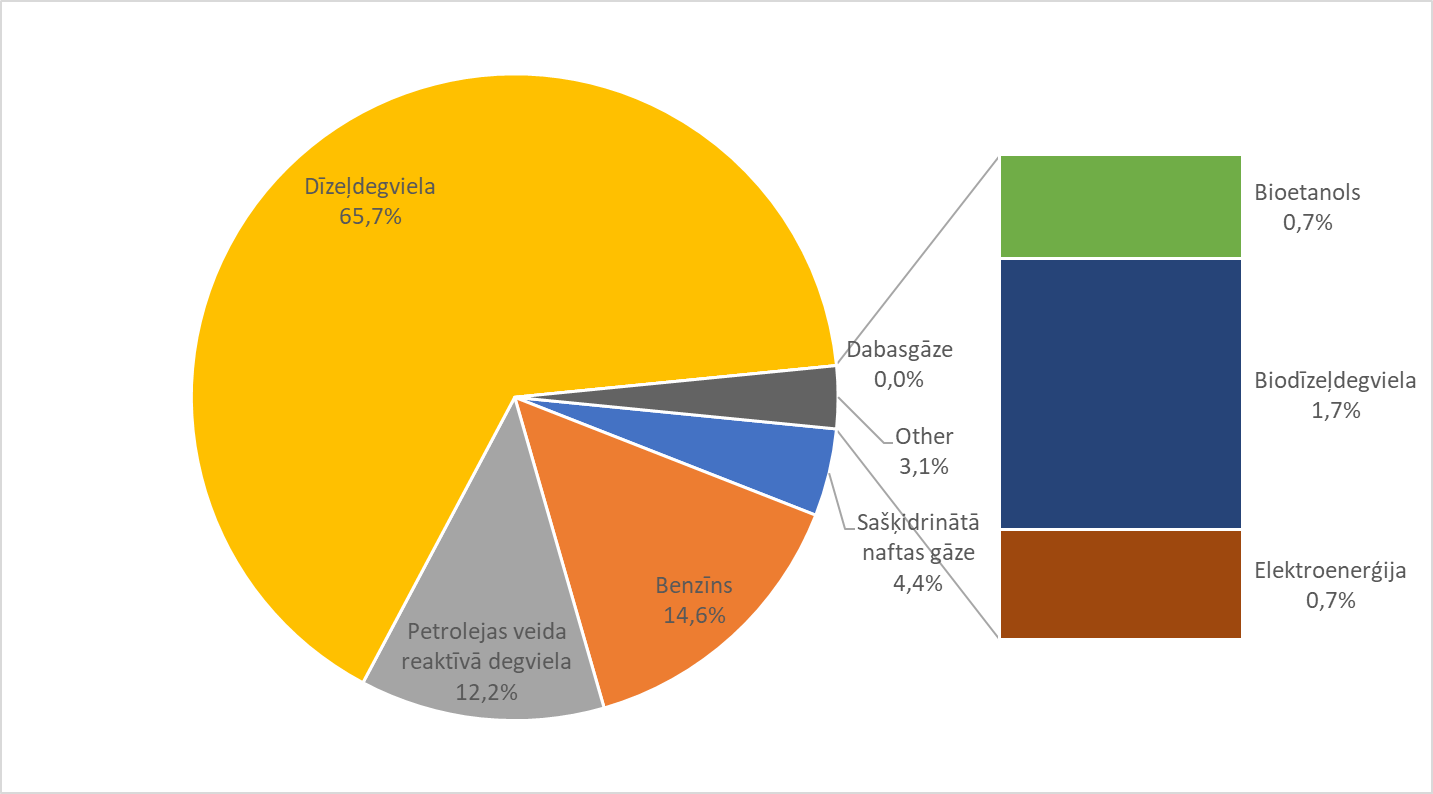 Dīzeļdegviela
65,7%
Dabasgāze
0,0%
Other
3,1%
Sašķidrinātā
naftas gāze
4,4%
Benzīns
14,6%
Petrolejas veida
reaktīvā degviela
12,2%
Bioetanols
0,7%
Biodīzeļdegviela
1,7%
Elektroenerģija
0,7%